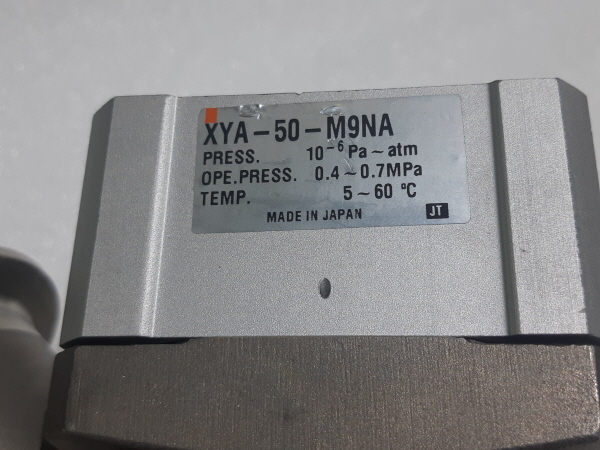 XYA-50-M9NA
PRESS. 10⁻⁶ Pa~atm
OPE.PRESS. 0.4~0.7MPa
TEMP. 5~60 ℃
MADE IN JAPAN JT